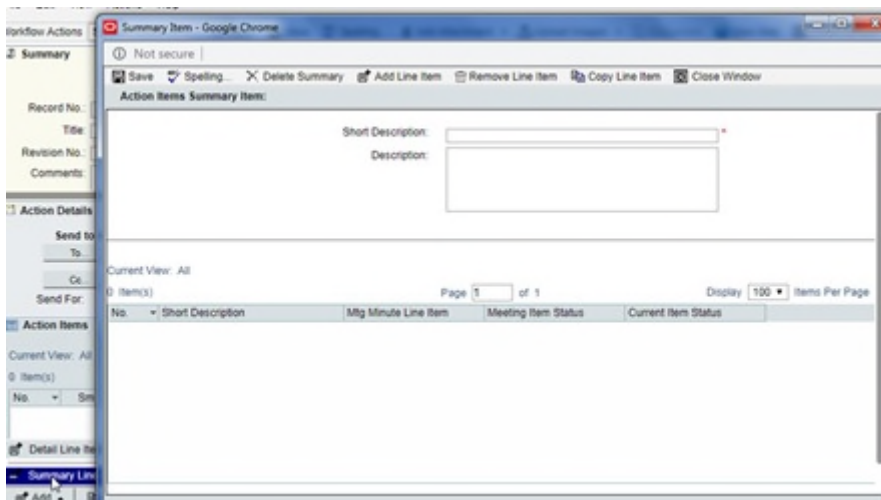 Summary Item - Google Chrome
Workflow Actions
Not secure
Summary
Save Spelling... Delete Summary Add Line Item Remove Line Item Copy Line Item Close Window
Action Items Summary Item:
Record No.:
Title:
Short Description: *
Revision No.:
Description:
Comments:
Action Details
Send to
To...
Current View: All
Cc...
0 Item(s) Page 1 of 1 Display 100 Items Per Page
Send For:
No. Short Description Mtg Minute Line Item Meeting Item Status Current Item Status
Action Items
Current View: All
0 Item(s)
No. Sm
Detail Line Ite
Summary Line
Add